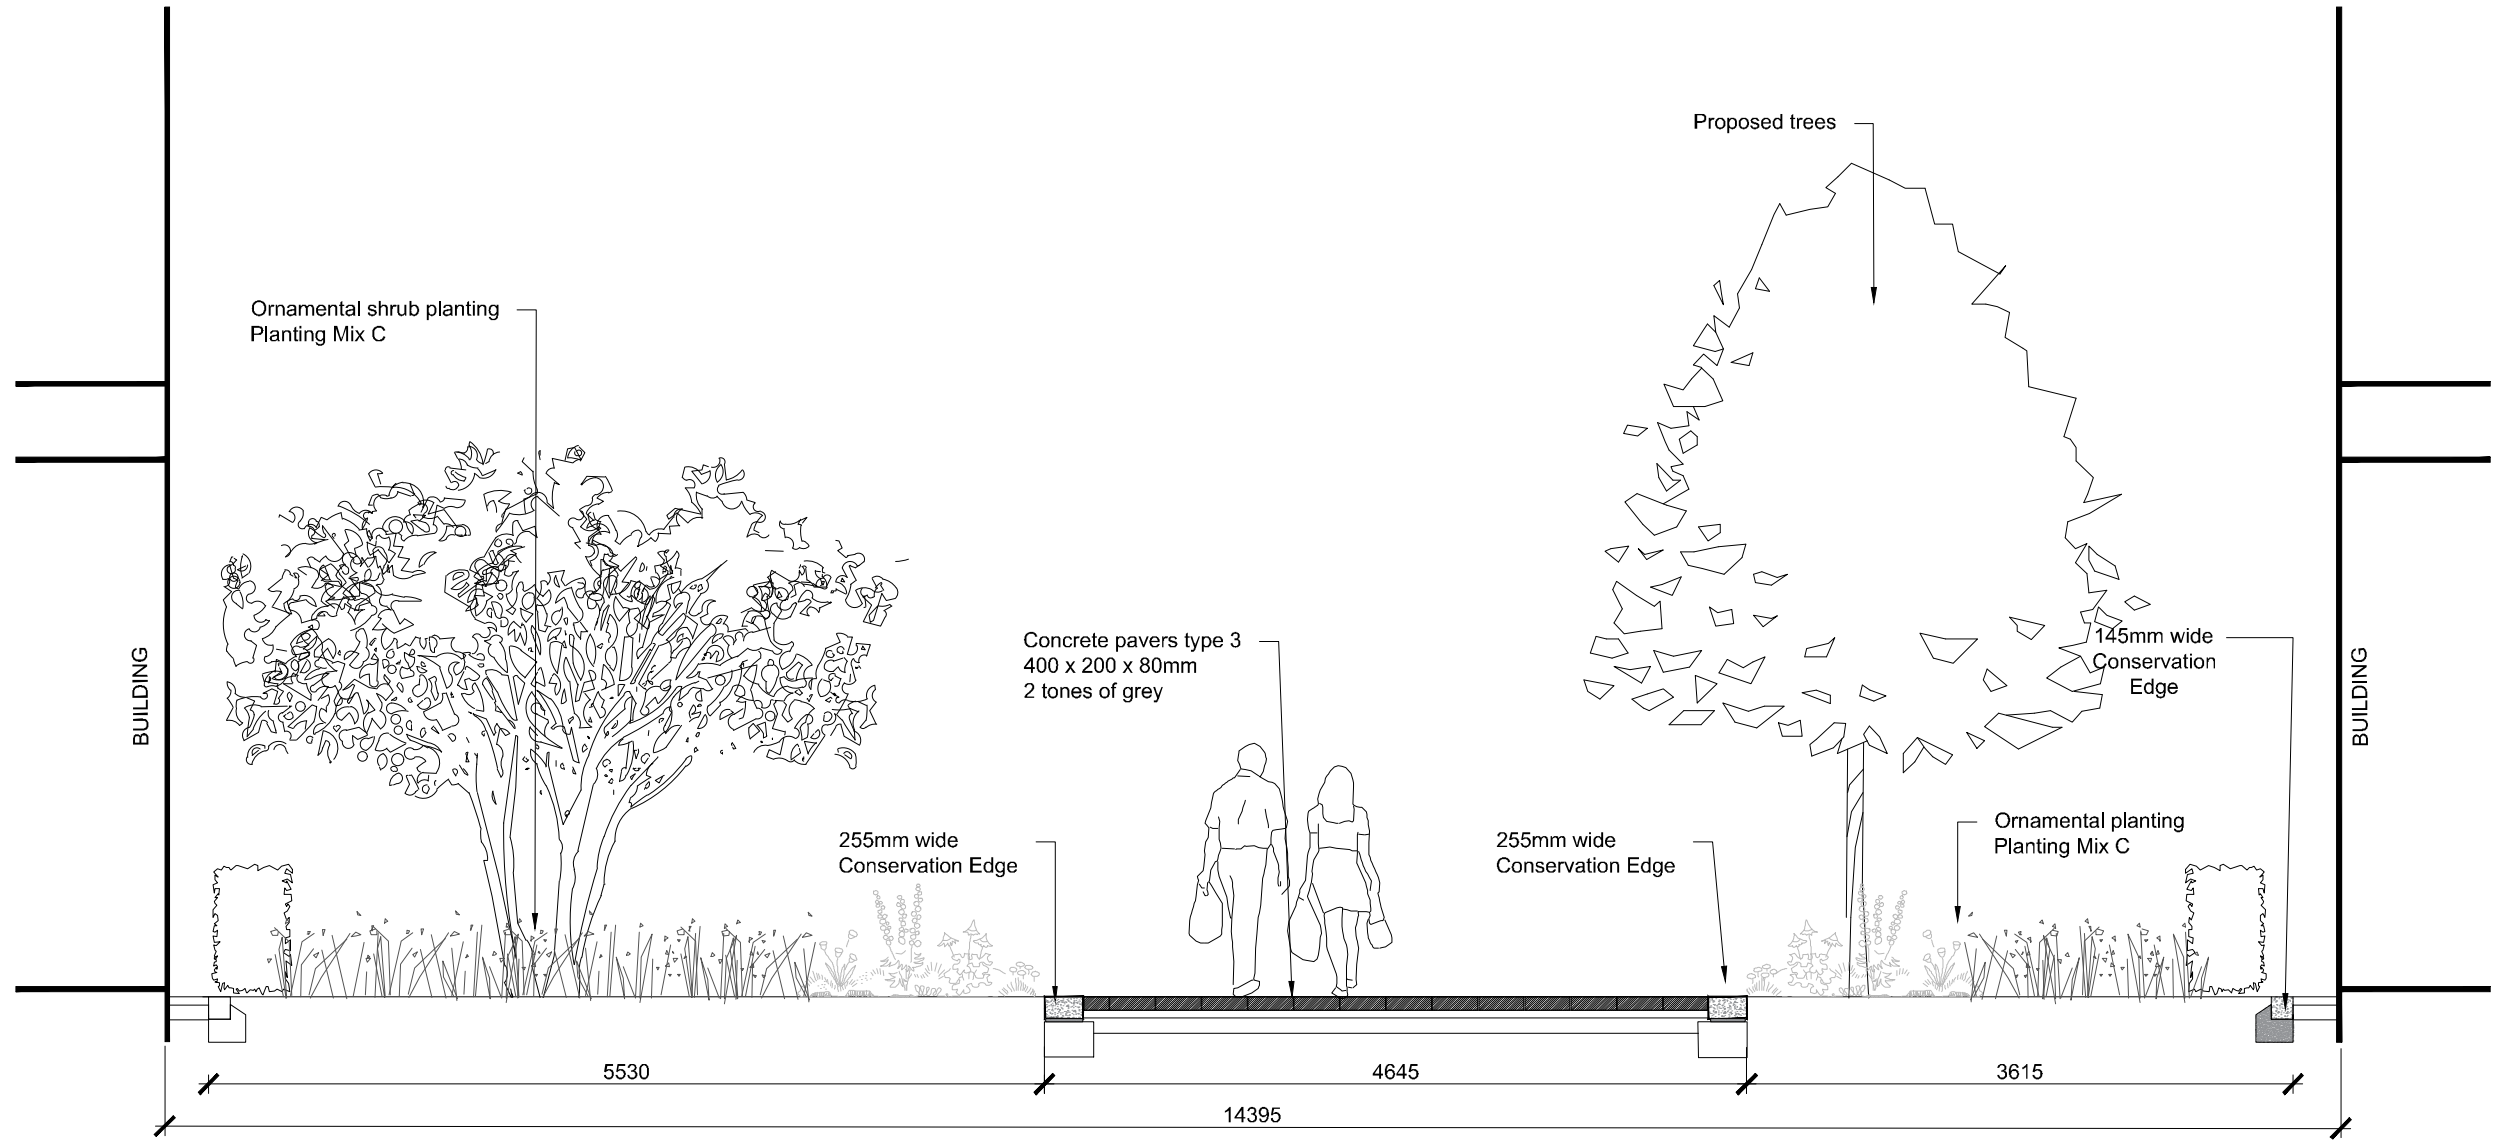 Proposed trees
Ornamental shrub planting
Planting Mix C
Concrete pavers type 3
400 x 200 x 80mm
2 tones of grey
145mm wide
Conservation
Edge
BUILDING
BUILDING
255mm wide
Conservation Edge
255mm wide
Conservation Edge
Ornamental planting
Planting Mix C
5530
4645
3615
14395